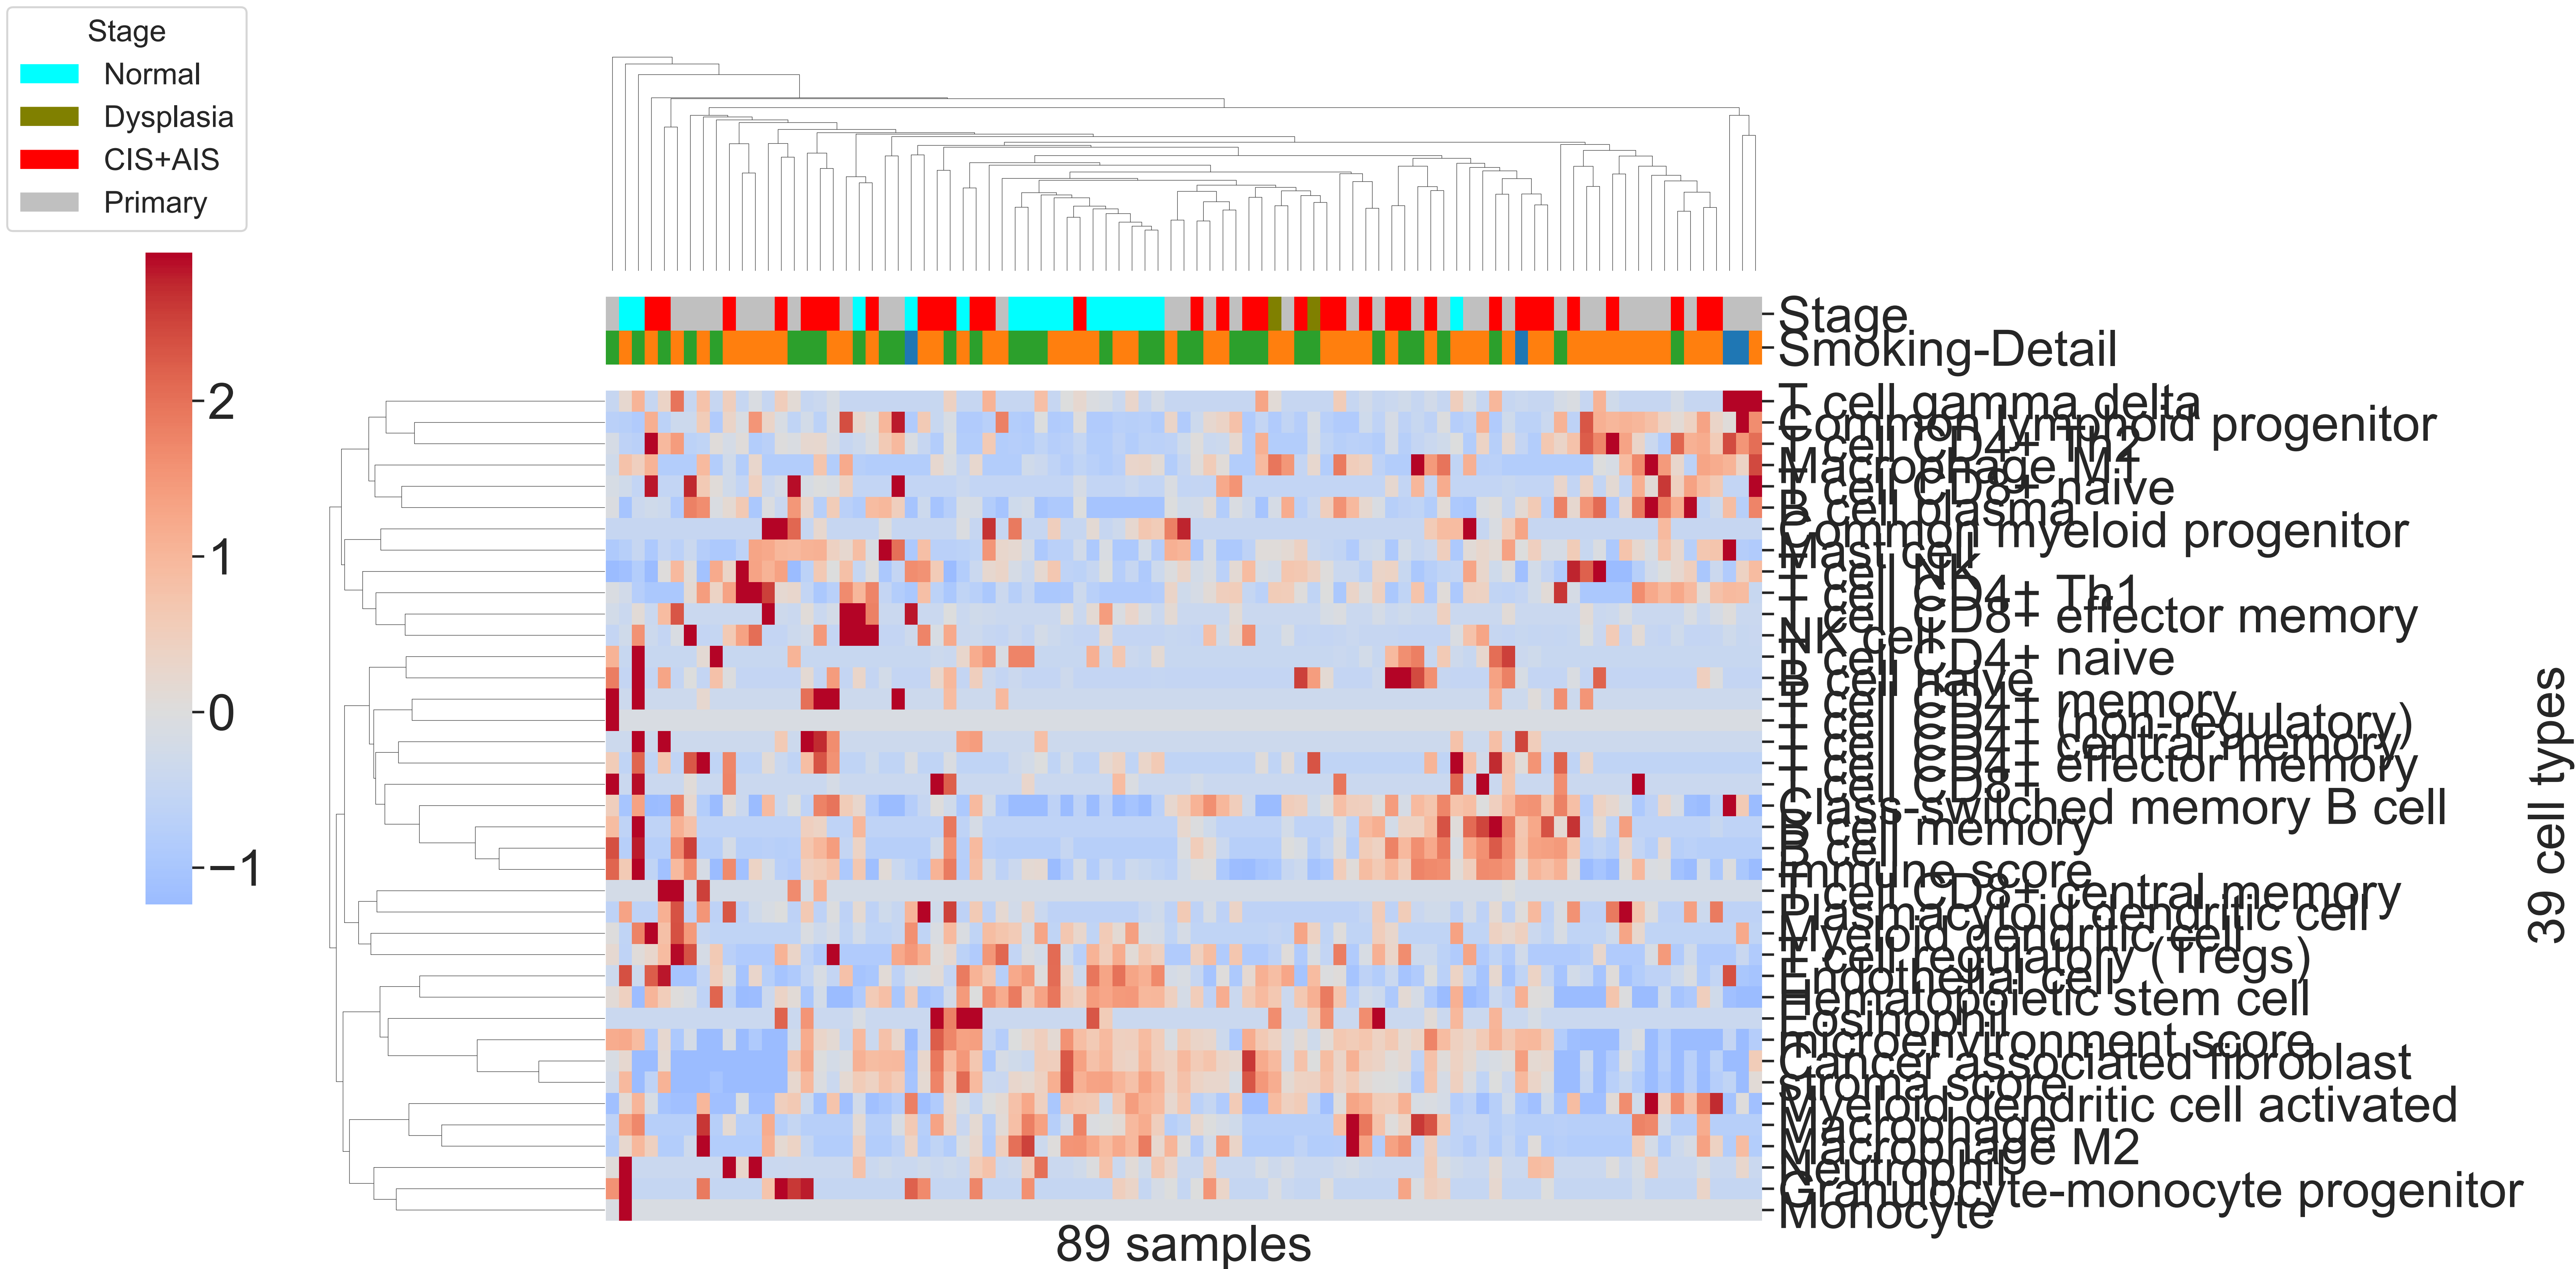 Stage
Normal
Dysplasia
CIS+AIS
Primary
2
1
0
−1
Stage
Smoking-Detail
T cell gamma delta
Common lymphoid progenitor
T cell CD4+ Th2
Macrophage M1
T cell CD8+ naive
B cell plasma
Common myeloid progenitor
Mast cell
T cell NK
T cell CD4+ Th1
T cell CD8+ effector memory
NK cell
T cell CD4+ naive
B cell naive
T cell CD4+ memory
T cell CD4+ (non-regulatory)
T cell CD4+ central memory
T cell CD4+ effector memory
T cell CD8+
Class-switched memory B cell
B cell memory
B cell
immune score
T cell CD8+ central memory
Plasmacytoid dendritic cell
Myeloid dendritic cell
T cell regulatory (Tregs)
Endothelial cell
Hematopoietic stem cell
Eosinophil
microenvironment score
Cancer associated fibroblast
stroma score
Myeloid dendritic cell activated
Macrophage
Macrophage M2
Neutrophil
Granulocyte-monocyte progenitor
Monocyte
39 cell types
89 samples